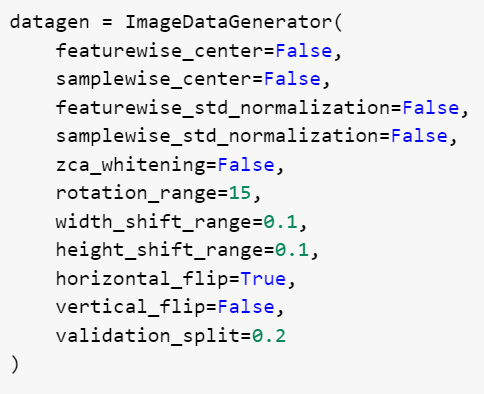 datagen = ImageDataGenerator(
    featurewise_center=False,
    samplewise_center=False,
    featurewise_std_normalization=False,
    samplewise_std_normalization=False,
    zca_whitening=False,
    rotation_range=15,
    width_shift_range=0.1,
    height_shift_range=0.1,
    horizontal_flip=True,
    vertical_flip=False,
    validation_split=0.2
)